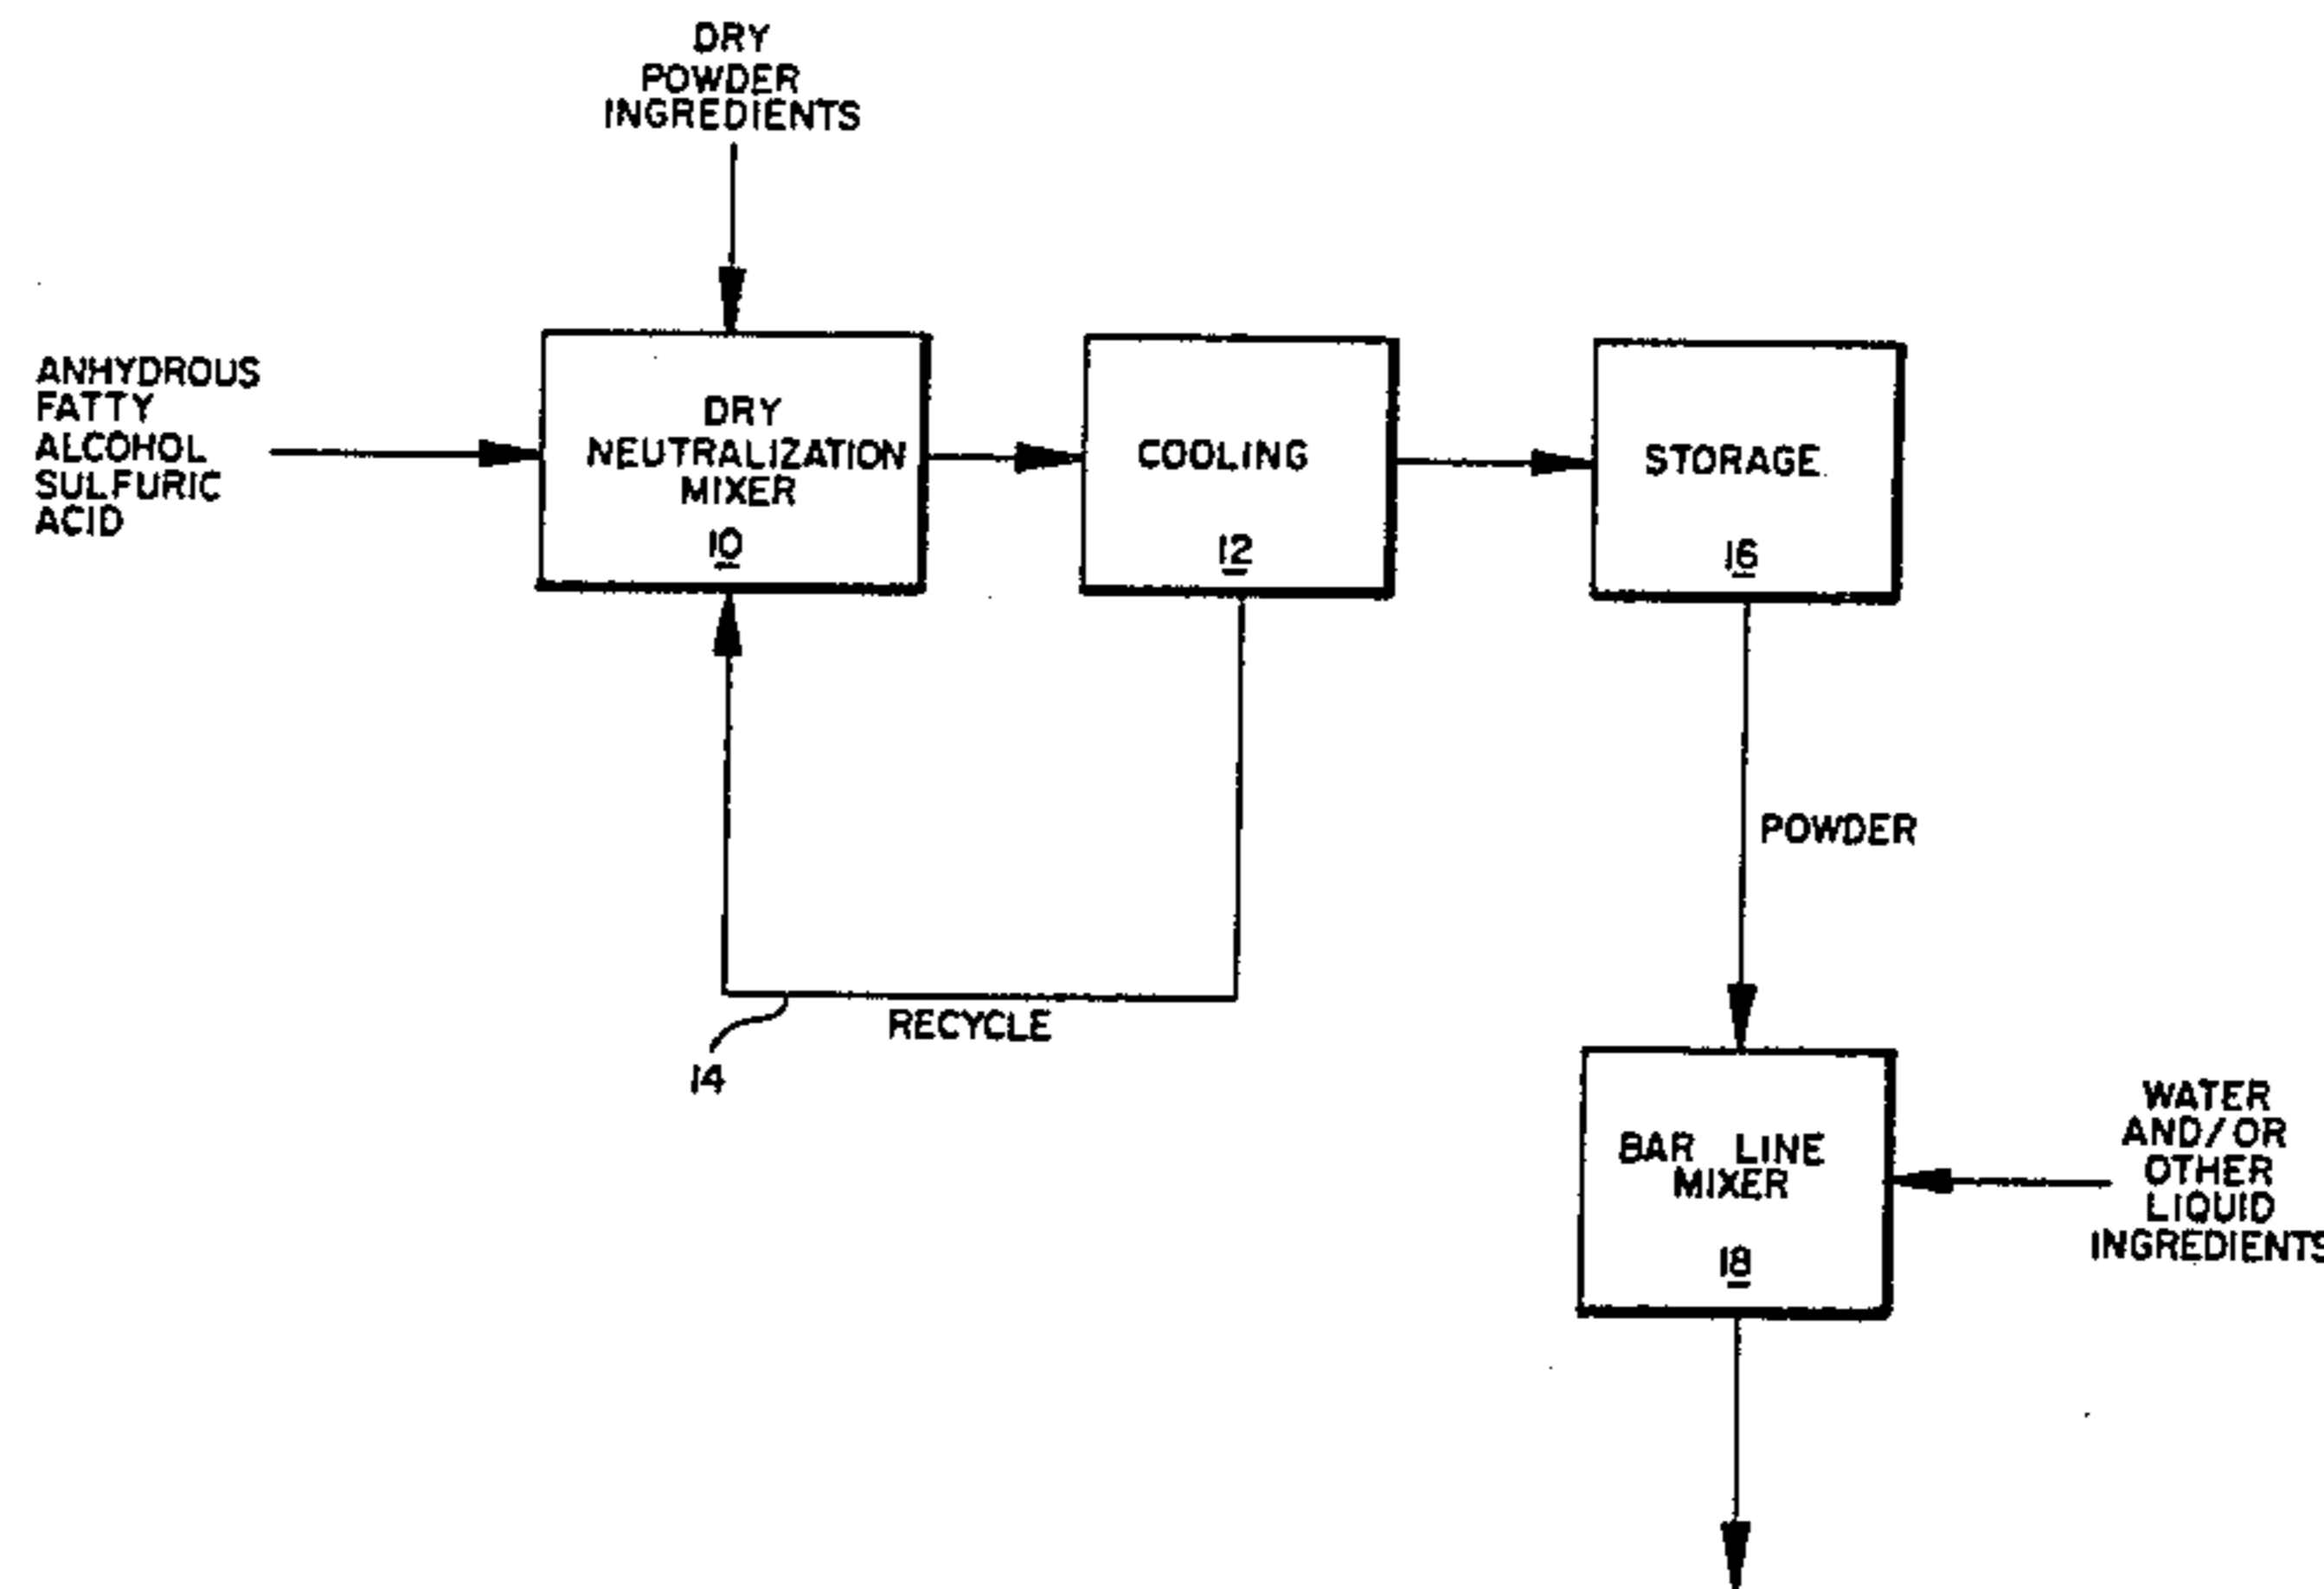 DRY
POWDER
INGREDIENTS
ANHYDROUS
FATTY
ALCOHOL
SULFURIC
ACID
DRY
NEUTRALIZATION
MIXER
10
COOLING
12
STORAGE
16
POWDER
RECYCLE
14
BAR LINE
MIXER
18
WATER
AND/OR
OTHER
LIQUID
INGREDIENTS